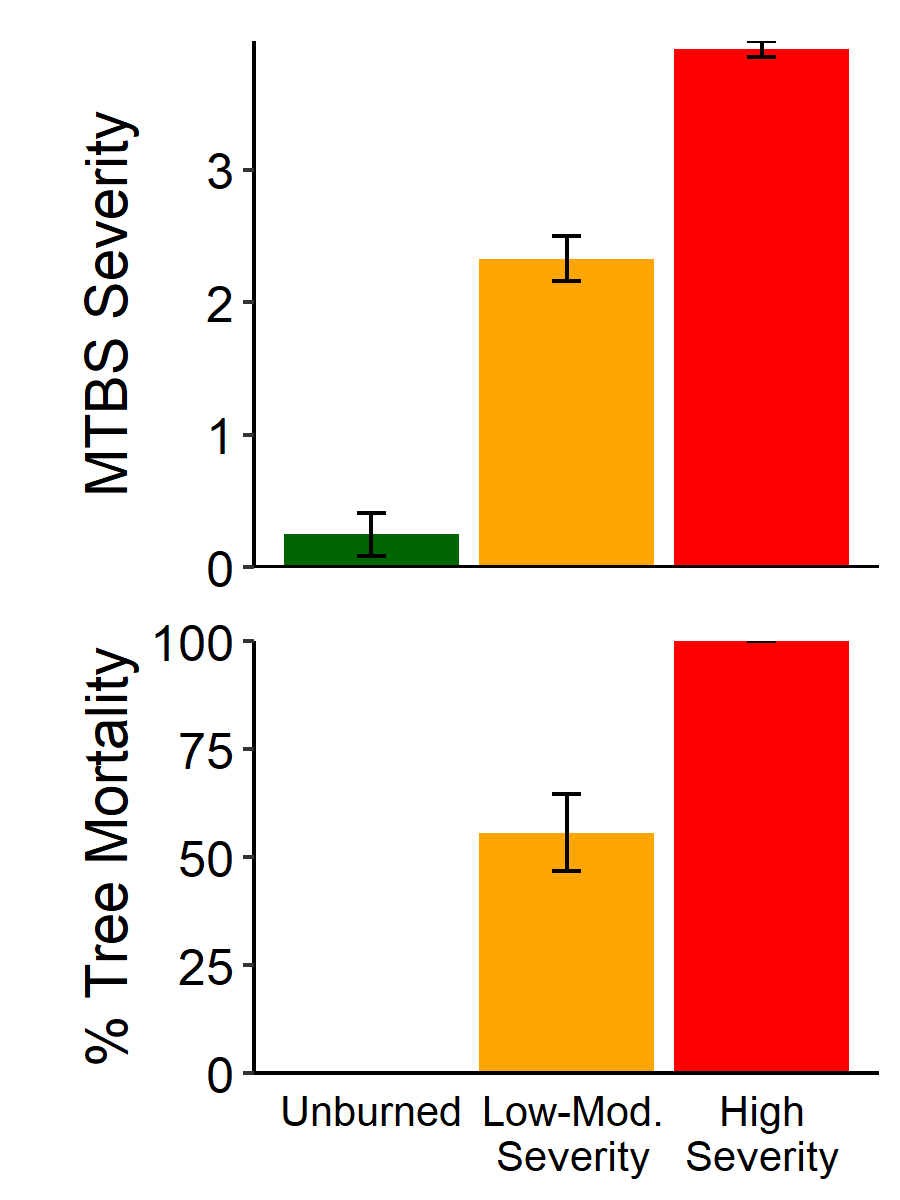 MTBS Severity
3
2
1
0
% Tree Mortality
100
75
50
25
0
Unburned
Low-Mod.
Severity
High
Severity